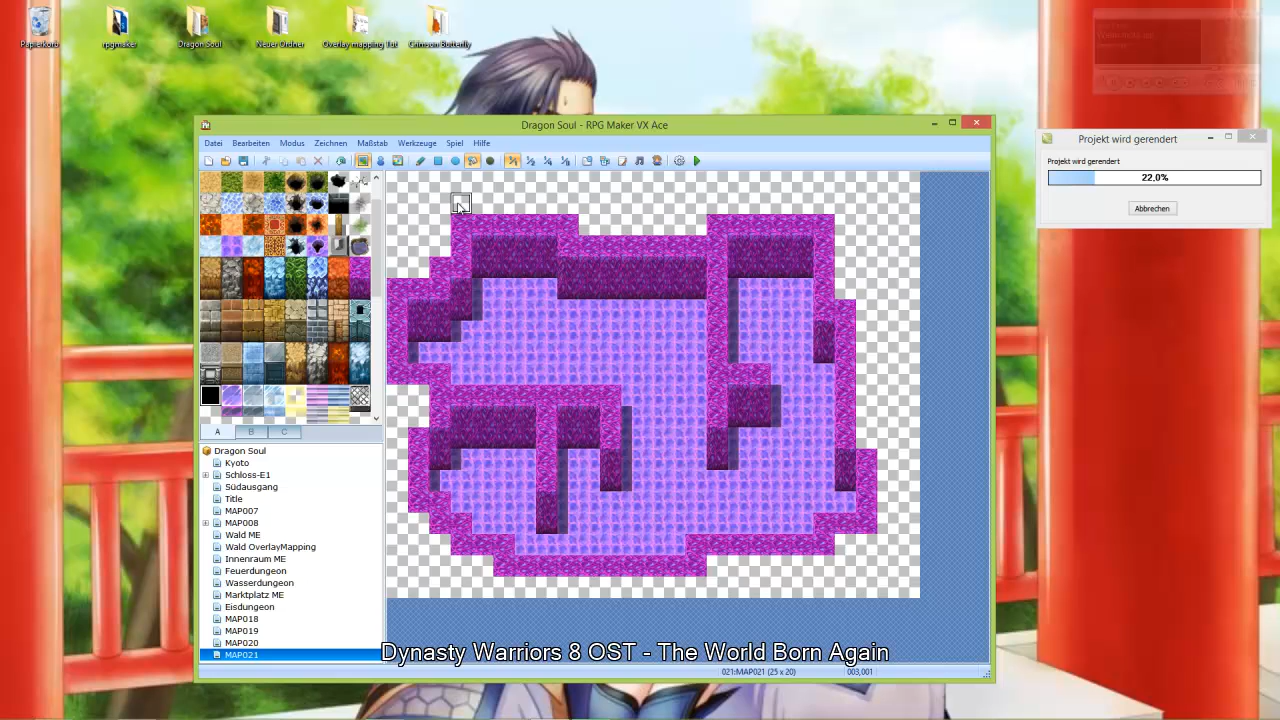 Papierkorb
rpgmaker
Dragon Soul
Neuer Ordner
Overlay mapping Tut
Crimson Butterfly
Dragon Soul - RPG Maker VX Ace
Datei Bearbeiten Modus Zeichnen Maßstab Werkzeuge Spiel Hilfe
Projekt wird gerendert
Projekt wird gerendert
22,0%
Abbrechen
A B C
Dragon Soul
Kyoto
Schloss-E1
Südausgang
Title
MAP007
MAP008
Wald ME
Wald OverlayMapping
Innenraum ME
Feuerdungeon
Wasserdungeon
Marktplatz ME
Eisdungeon
MAP018
MAP019
MAP020
MAP021
Dynasty Warriors 8 OST - The World Born Again
021:MAP021 (25 x 20) 003,001